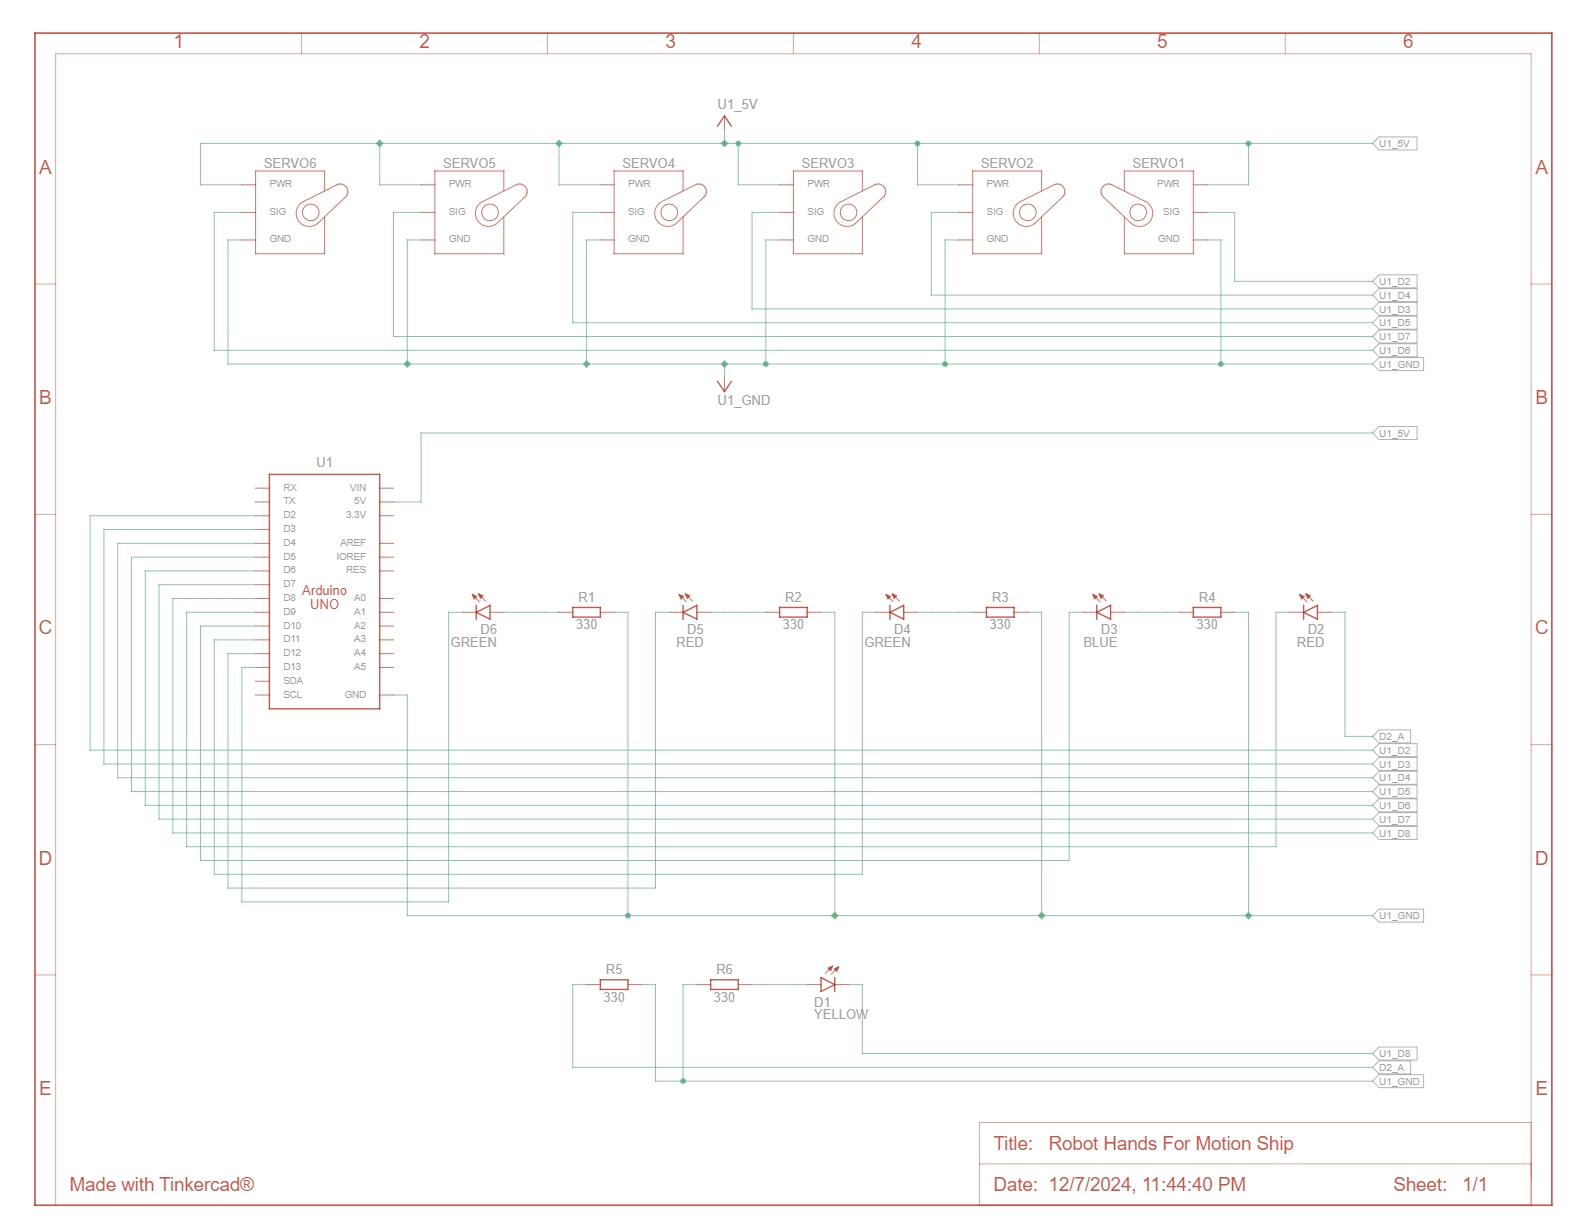 1 2 3 4 5 6
U1_5V
A U1_5V A
SERVO6 SERVO5 SERVO4 SERVO3 SERVO2 SERVO1
PWR PWR PWR PWR PWR PWR
SIG SIG SIG SIG SIG SIG
GND GND GND GND GND GND
U1_D2
U1_D4
U1_D3
U1_D5
U1_D7
U1_D6
U1_GND
B U1_GND B
U1_5V
U1
RX VIN
TX 5V
D2 3.3V
D3
D4 AREF
D5 IOREF
D6 RES
D7
Arduino
UNO
D8 A0
D9 A1
D10 A2
D11 A3
D12 A4
D13 A5
SDA
SCL GND
C C
R1 R2 R3 R4
330 330 330 330
D6 D5 D4 D3 D2
GREEN RED GREEN BLUE RED
D2_A
U1_D2
U1_D3
U1_D4
U1_D5
U1_D6
U1_D7
U1_D8
D D
U1_GND
R5 R6
330 330
D1
YELLOW
U1_D8
D2_A
U1_GND
E E
Title: Robot Hands For Motion Ship
Made with Tinkercad®
Date: 12/7/2024, 11:44:40 PM Sheet: 1/1